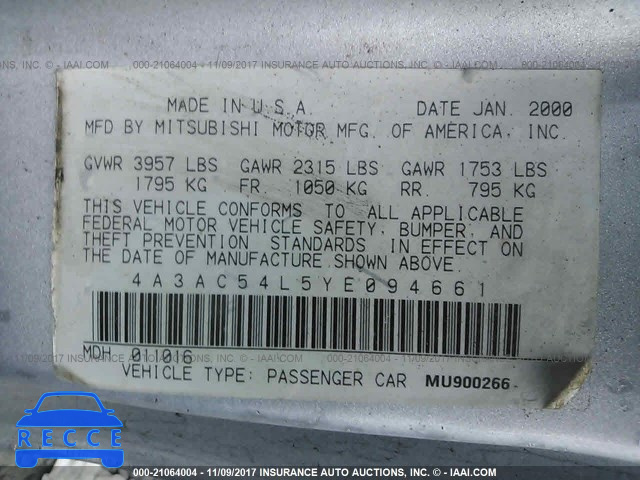 © IAAI.com 000-21064004 - 11/09/2017 INSURANCE AUTO AUCTIONS, INC. - © IAAI.COM
MADE IN U.S.A. DATE JAN. 2000
MFD BY MITSUBISHI MOTOR MFG. OF AMERICA, INC.
GVWR 3957 LBS GAWR 2315 LBS GAWR 1753 LBS
1795 KG FR. 1050 KG RR. 795 KG
THIS VEHICLE CONFORMS TO ALL APPLICABLE
FEDERAL MOTOR VEHICLE SAFETY, BUMPER, AND
THEFT PREVENTION STANDARDS IN EFFECT ON
THE DATE OF MANUFACTURE SHOWN ABOVE.
4A3AC54L5YE094661
MDH 011016
VEHICLE TYPE: PASSENGER CAR MU900266
RECCE
000-21064004 - 11/09/2017 INSURANCE AUTO AUCTIONS, INC. - © IAAI.COM